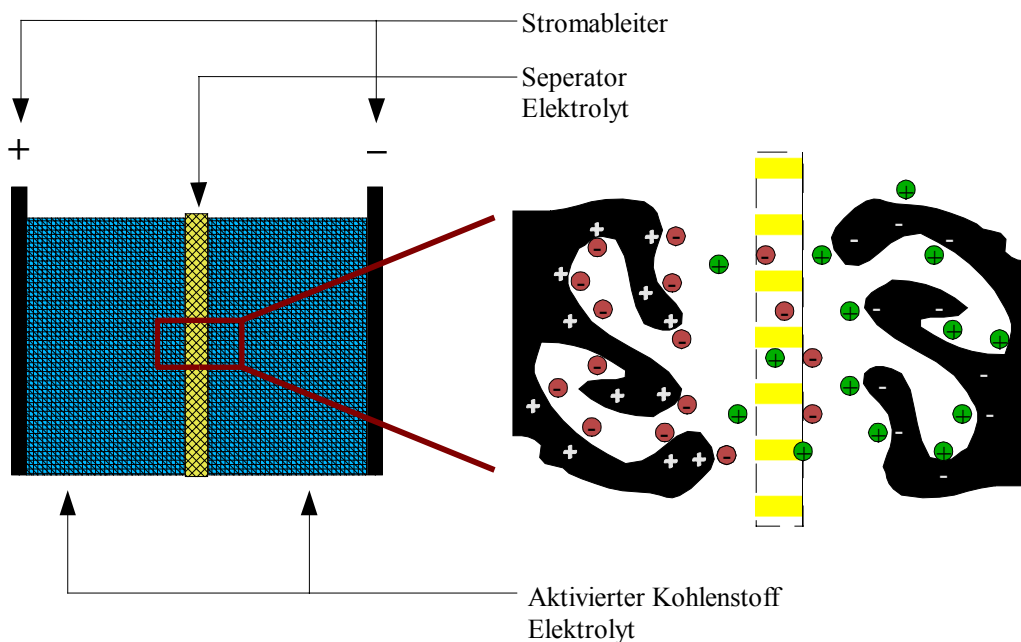 Stromableiter
Seperator
Elektrolyt
+ −
Aktivierter Kohlenstoff
Elektrolyt